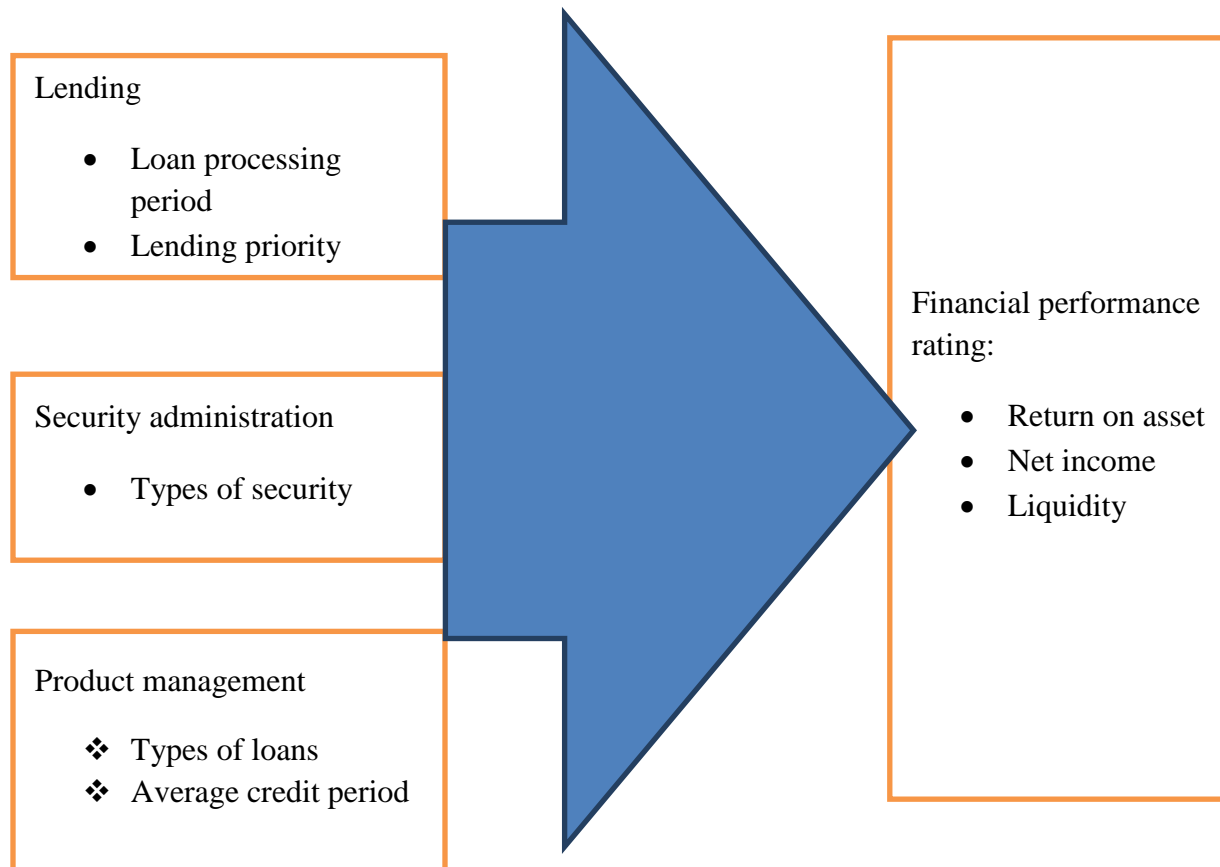 Lending
• Loan processing
period
• Lending priority
Security administration
• Types of security
Product management
❖ Types of loans
❖ Average credit period
Financial performance
rating:
• Return on asset
• Net income
• Liquidity